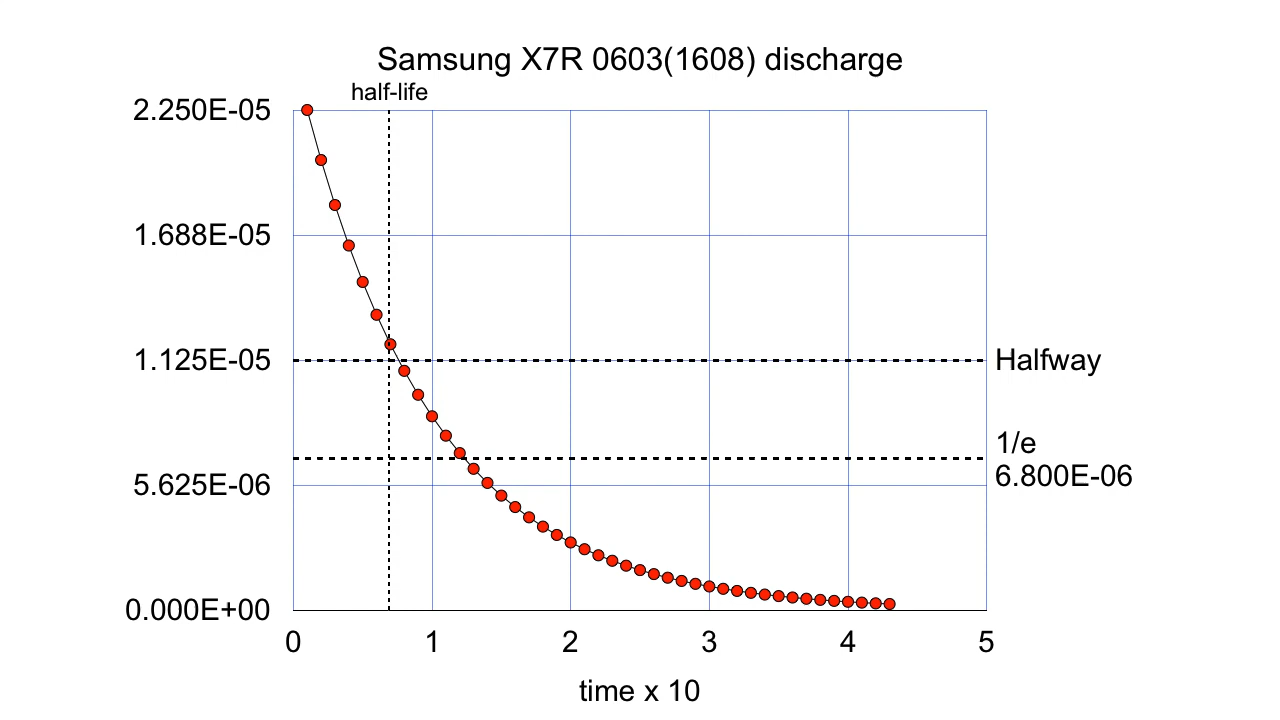 Samsung X7R 0603(1608) discharge
half-life
2.250E-05
1.688E-05
1.125E-05
Halfway
1/e
6.800E-06
5.625E-06
0.000E+00
0 1 2 3 4 5
time x 10